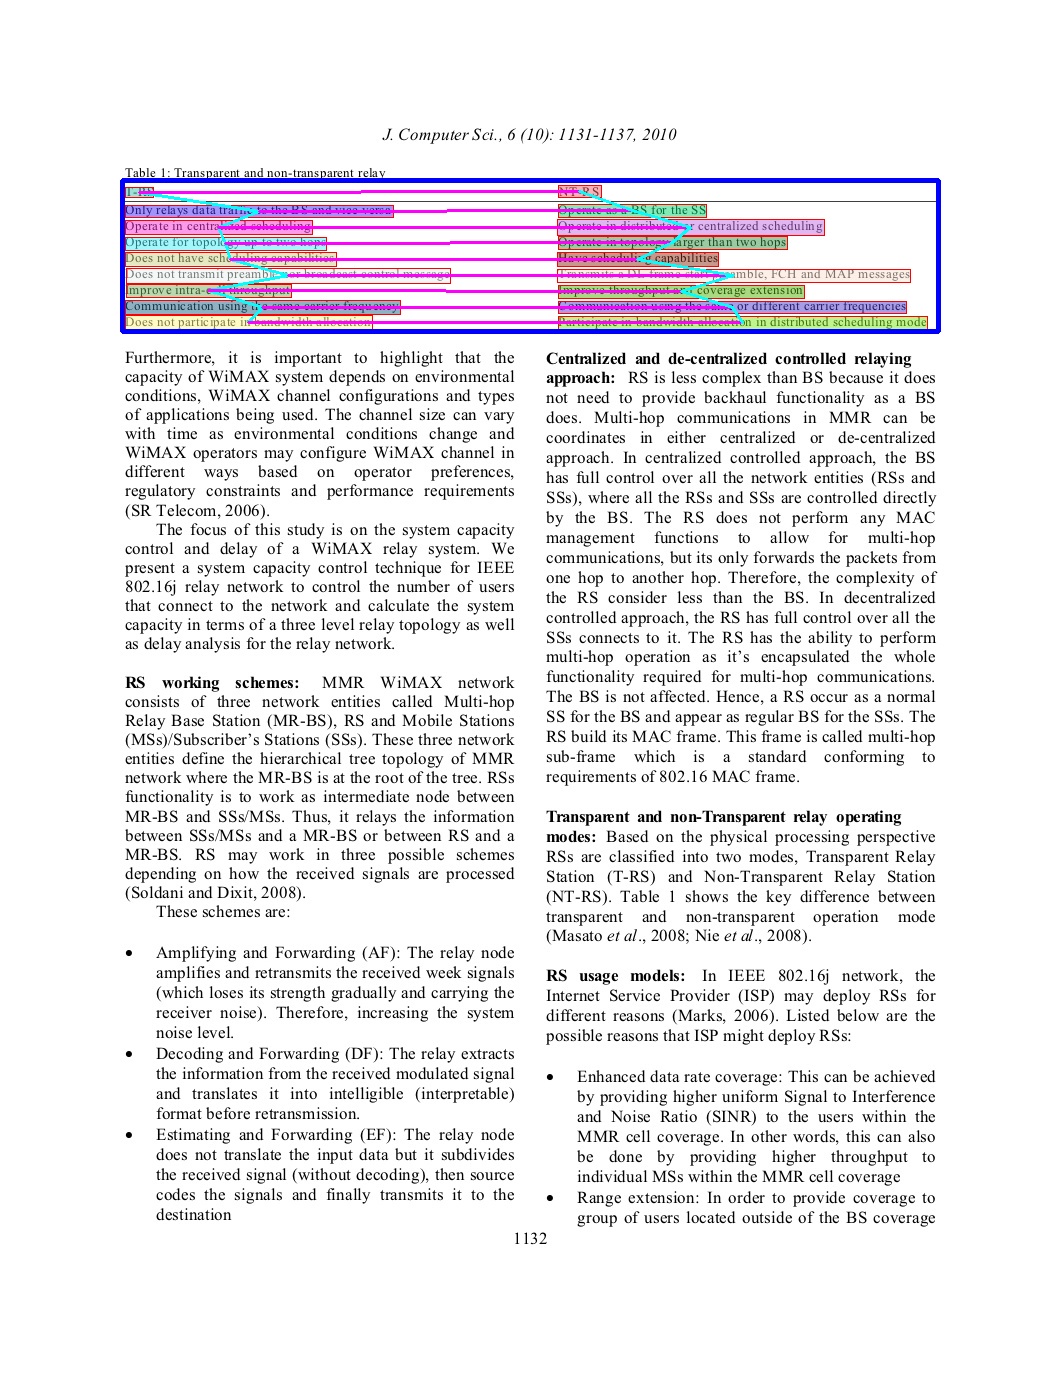 J. Computer Sci., 6 (10): 1131-1137, 2010
Table 1: Transparent and non-transparent relay
T-RS NT-RS
Only relays data traffic to the BS and vice versa Operate as a BS for the SS
Operate in centralized scheduling Operate in distributed or centralized scheduling
Operate for topology up to two hops Operate in topology larger than two hops
Does not have scheduling capabilities Have scheduling capabilities
Does not transmit preamble or broadcast control message Transmits a DL frame start preamble, FCH and MAP messages
Improve intra-cell throughput Improve throughput and coverage extension
Communication using the same carrier frequency Communication using the same or different carrier frequencies
Does not participate in bandwidth allocation Participate in bandwidth allocation in distributed scheduling mode
Furthermore, it is important to highlight that the
capacity of WiMAX system depends on environmental
conditions, WiMAX channel configurations and types
of applications being used. The channel size can vary
with time as environmental conditions change and
WiMAX operators may configure WiMAX channel in
different ways based on operator preferences,
regulatory constraints and performance requirements
(SR Telecom, 2006).
The focus of this study is on the system capacity
control and delay of a WiMAX relay system. We
present a system capacity control technique for IEEE
802.16j relay network to control the number of users
that connect to the network and calculate the system
capacity in terms of a three level relay topology as well
as delay analysis for the relay network.
RS working schemes: MMR WiMAX network
consists of three network entities called Multi-hop
Relay Base Station (MR-BS), RS and Mobile Stations
(MSs)/Subscriber's Stations (SSs). These three network
entities define the hierarchical tree topology of MMR
network where the MR-BS is at the root of the tree. RSs
functionality is to work as intermediate node between
MR-BS and SSs/MSs. Thus, it relays the information
between SSs/MSs and a MR-BS or between RS and a
MR-BS. RS may work in three possible schemes
depending on how the received signals are processed
(Soldani and Dixit, 2008).
These schemes are:
• Amplifying and Forwarding (AF): The relay node
amplifies and retransmits the received week signals
(which loses its strength gradually and carrying the
receiver noise). Therefore, increasing the system
noise level.
• Decoding and Forwarding (DF): The relay extracts
the information from the received modulated signal
and translates it into intelligible (interpretable)
format before retransmission.
• Estimating and Forwarding (EF): The relay node
does not translate the input data but it subdivides
the received signal (without decoding), then source
codes the signals and finally transmits it to the
destination
Centralized and de-centralized controlled relaying
approach: RS is less complex than BS because it does
not need to provide backhaul functionality as a BS
does. Multi-hop communications in MMR can be
coordinates in either centralized or de-centralized
approach. In centralized controlled approach, the BS
has full control over all the network entities (RSs and
SSs), where all the RSs and SSs are controlled directly
by the BS. The RS does not perform any MAC
management functions to allow for multi-hop
communications, but its only forwards the packets from
one hop to another hop. Therefore, the complexity of
the RS consider less than the BS. In decentralized
controlled approach, the RS has full control over all the
SSs connects to it. The RS has the ability to perform
multi-hop operation as it's encapsulated the whole
functionality required for multi-hop communications.
The BS is not affected. Hence, a RS occur as a normal
SS for the BS and appear as regular BS for the SSs. The
RS build its MAC frame. This frame is called multi-hop
sub-frame which is a standard conforming to
requirements of 802.16 MAC frame.
Transparent and non-Transparent relay operating
modes: Based on the physical processing perspective
RSs are classified into two modes, Transparent Relay
Station (T-RS) and Non-Transparent Relay Station
(NT-RS). Table 1 shows the key difference between
transparent and non-transparent operation mode
(Masato et al., 2008; Nie et al., 2008).
RS usage models: In IEEE 802.16j network, the
Internet Service Provider (ISP) may deploy RSs for
different reasons (Marks, 2006). Listed below are the
possible reasons that ISP might deploy RSs:
• Enhanced data rate coverage: This can be achieved
by providing higher uniform Signal to Interference
and Noise Ratio (SINR) to the users within the
MMR cell coverage. In other words, this can also
be done by providing higher throughput to
individual MSs within the MMR cell coverage
• Range extension: In order to provide coverage to
group of users located outside of the BS coverage
1132